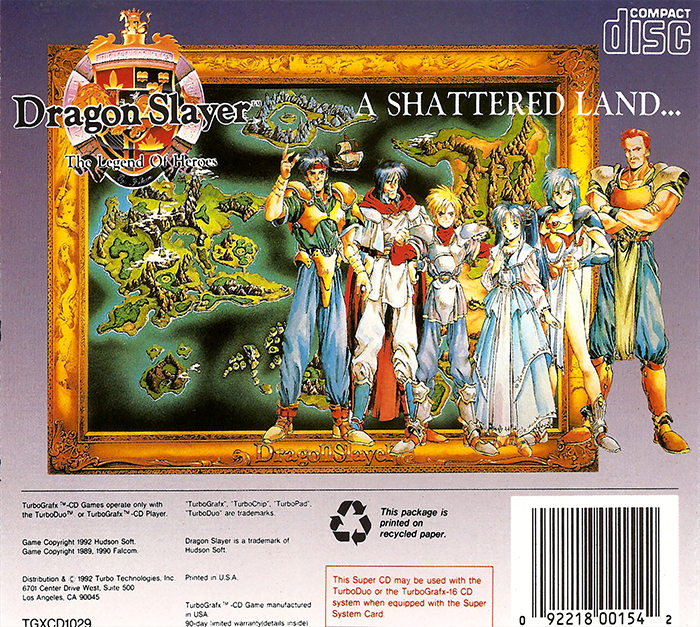 COMPACT
disc
Dragon Slayer™
The Legend Of Heroes
A SHATTERED LAND...
Dragon Slayer
TurboGrafx™-CD Games operate only with
the TurboDuo™ or TurboGrafx™-CD Player.
Game Copyright 1992 Hudson Soft.
Game Copyright 1989, 1990 Falcom.
Distribution & © 1992 Turbo Technologies, Inc.
6701 Center Drive West, Suite 500
Los Angeles, CA 90045
TGXCD1029
"TurboGrafx", "TurboChip", "TurboPad",
"TurboDuo" are trademarks.
Dragon Slayer is a trademark of
Hudson Soft.
Printed in U.S.A.
TurboGrafx™-CD Game manufactured
in USA
90-day limited warranty(details inside)
This package is
printed on
recycled paper.
This Super CD may be used with the
TurboDuo or the TurboGrafx-16 CD
system when equipped with the Super
System Card.
0 92218 00154 2